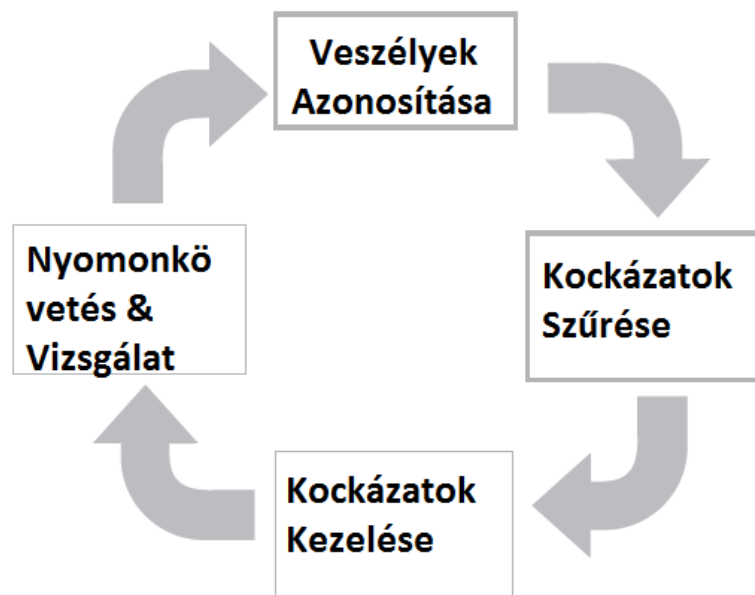 Veszélyek
Azonosítása
Kockázatok
Szűrése
Kockázatok
Kezelése
Nyomonkö
vetés &
Vizsgálat